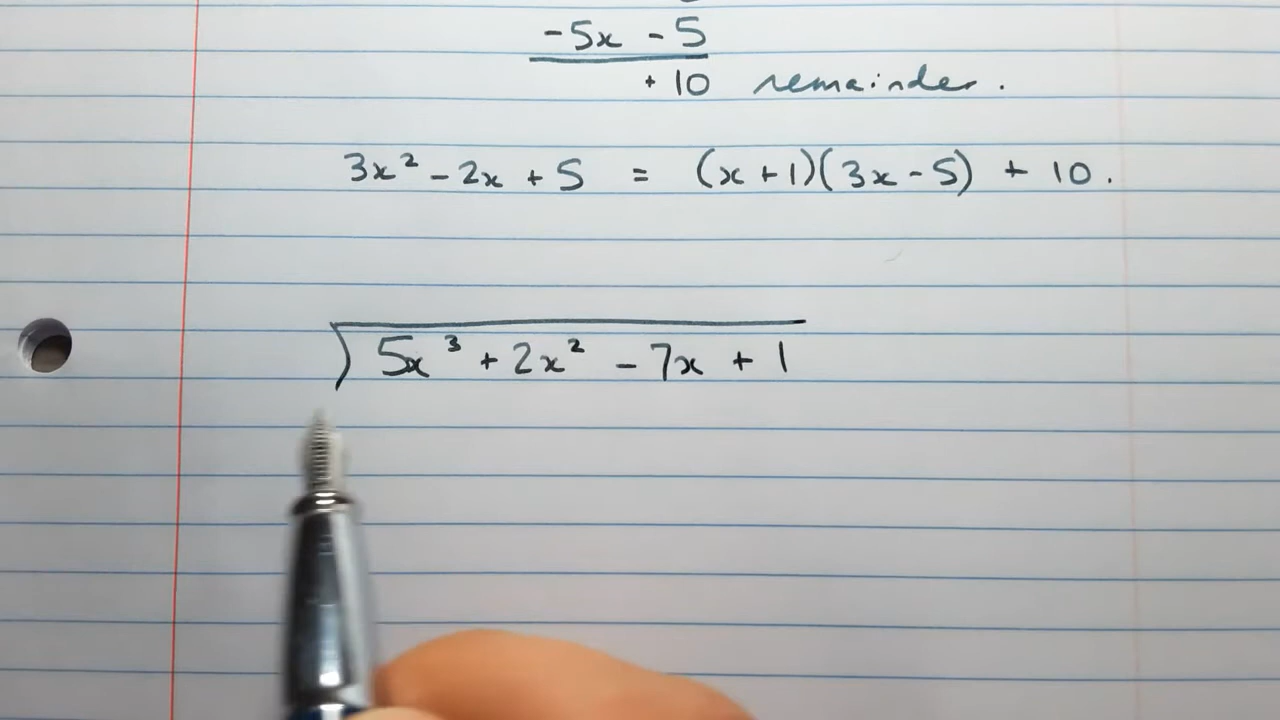 -5x - 5
+ 10 remainder.
3x² - 2x + 5 = (x + 1)(3x - 5) + 10.
5x³ + 2x² - 7x + 1